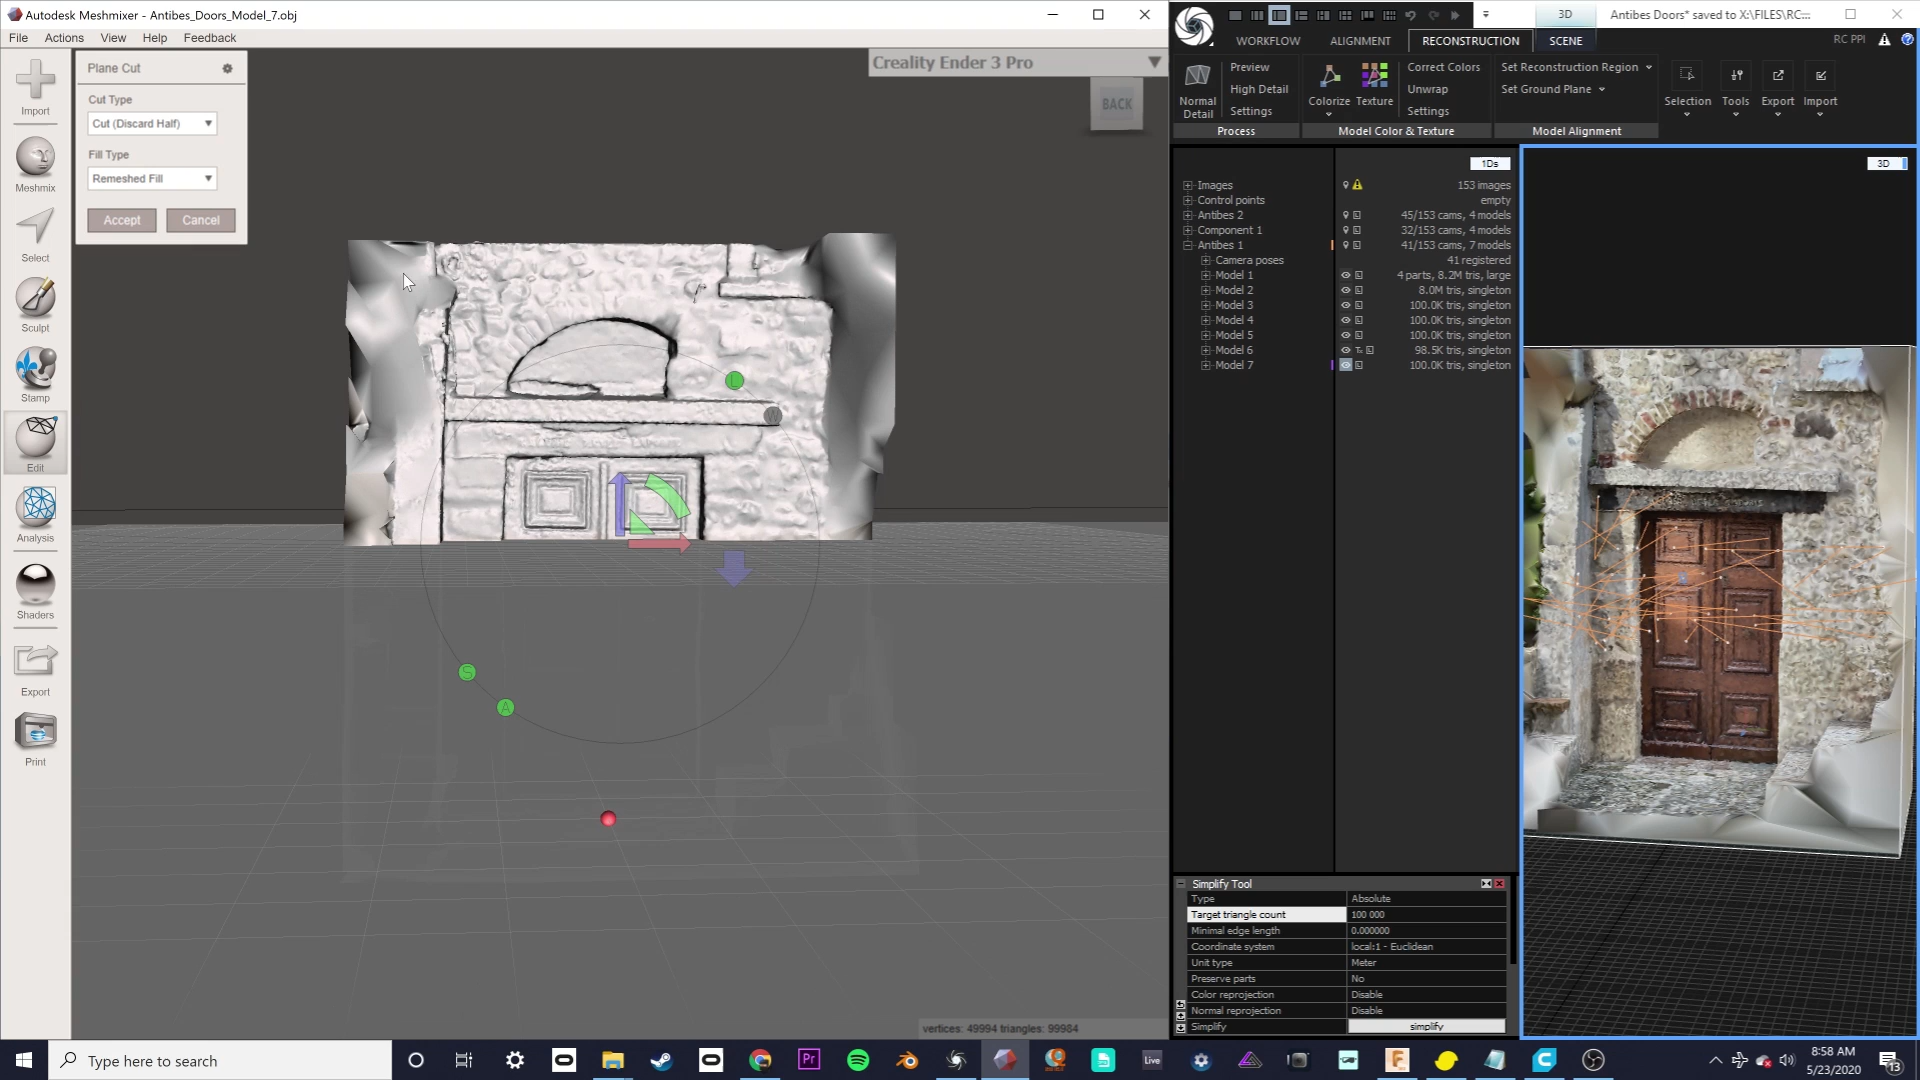 Autodesk Meshmixer - Antibes_Doors_Model_7.obj
File Actions View Help Feedback
Import
Meshmix
Select
Sculpt
Stamp
Edit
Analysis
Shaders
Export
Print
Plane Cut
Cut Type
Cut (Discard Half)
Fill Type
Remeshed Fill
Accept Cancel
Creality Ender 3 Pro
BACK
L
W
S
A
vertices: 49994 triangles: 99984
3D
Antibes Doors* saved to X:\FILES\RC...
WORKFLOW ALIGNMENT RECONSTRUCTION SCENE
RC PPI
Normal Detail
Preview
High Detail
Settings
Process
Colorize Texture
Correct Colors
Unwrap
Settings
Model Color & Texture
Set Reconstruction Region
Set Ground Plane
Model Alignment
Selection Tools Export Import
1Ds
Images 153 images
Control points empty
Antibes 2 45/153 cams, 4 models
Component 1 32/153 cams, 4 models
Antibes 1 41/153 cams, 7 models
Camera poses 41 registered
Model 1 4 parts, 8.2M tris, large
Model 2 8.0M tris, singleton
Model 3 100.0K tris, singleton
Model 4 100.0K tris, singleton
Model 5 100.0K tris, singleton
Model 6 98.5K tris, singleton
Model 7 100.0K tris, singleton
3D
Simplify Tool
Type Absolute
Target triangle count 100 000
Minimal edge length 0.000000
Coordinate system local:1 - Euclidean
Unit type Meter
Preserve parts No
Color reprojection Disable
Normal reprojection Disable
Simplify simplify
Type here to search
Pr
Live
8:58 AM
5/23/2020
13